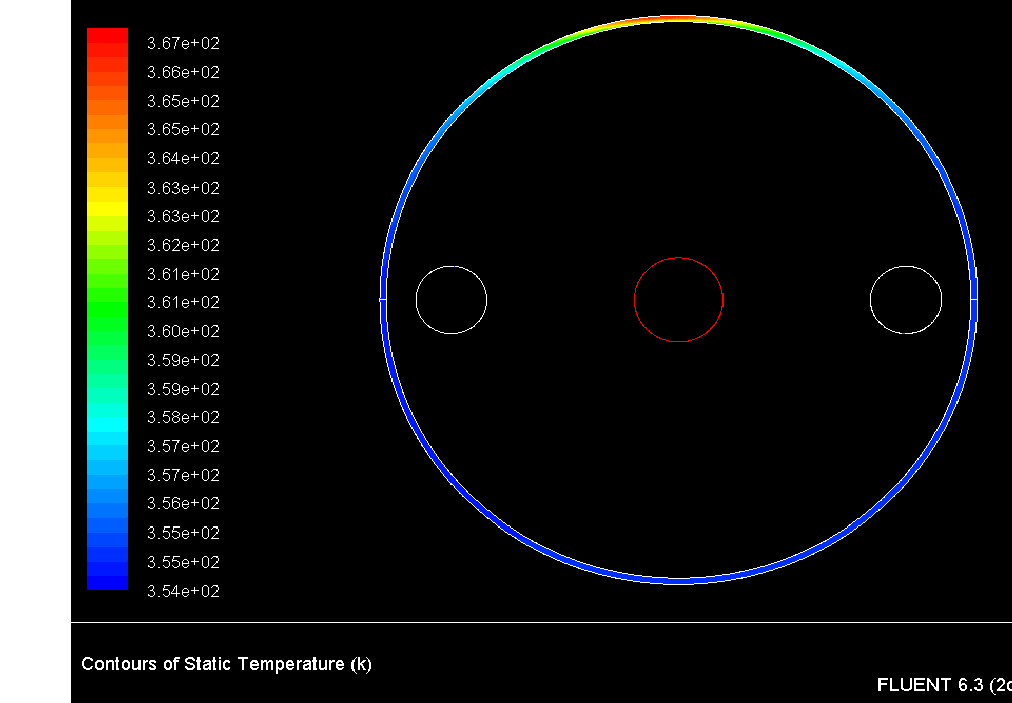 3.67e+02
3.66e+02
3.65e+02
3.65e+02
3.64e+02
3.63e+02
3.63e+02
3.62e+02
3.61e+02
3.61e+02
3.60e+02
3.59e+02
3.59e+02
3.58e+02
3.57e+02
3.57e+02
3.56e+02
3.55e+02
3.55e+02
3.54e+02
Contours of Static Temperature (k)
FLUENT 6.3 (2d